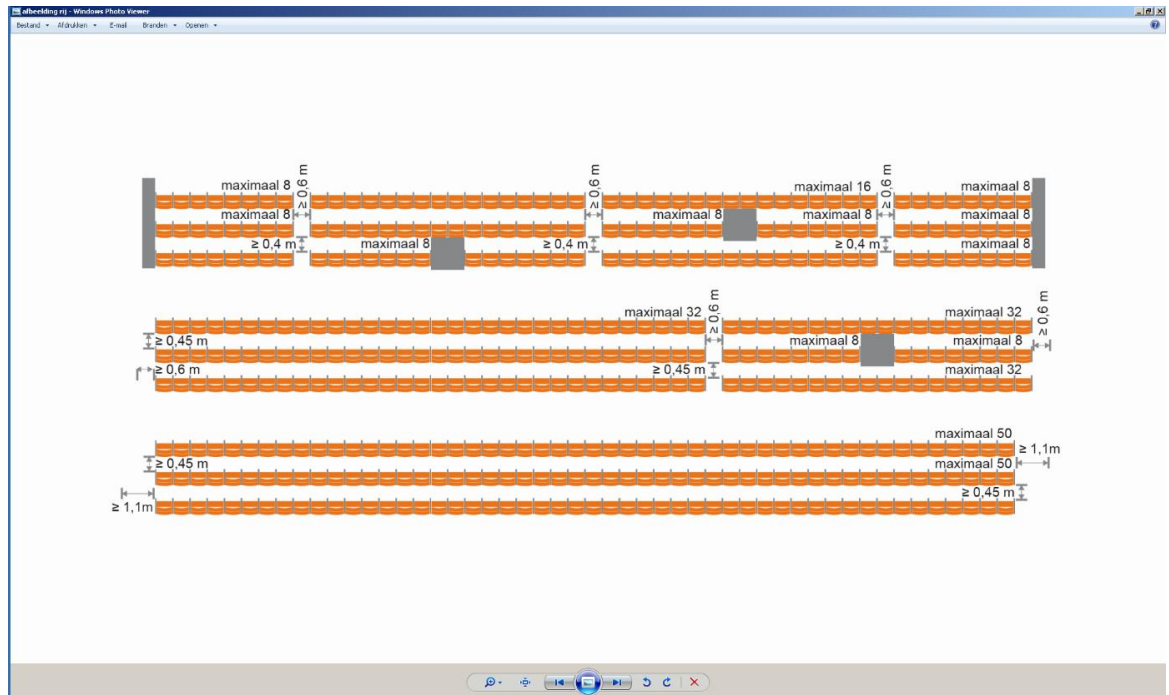 afbeelding rij - Windows Photo Viewer
Bestand Afdrukken E-mail Branden Openen
maximaal 8
≥ 0,6 m
≥ 0,6 m
maximaal 16
≥ 0,6 m
maximaal 8
maximaal 8
maximaal 8
maximaal 8
maximaal 8
≥ 0,4 m
maximaal 8
≥ 0,4 m
≥ 0,4 m
maximaal 8
maximaal 32
≥ 0,6 m
maximaal 32
≥ 0,6 m
≥ 0,45 m
maximaal 8
maximaal 8
≥ 0,6 m
≥ 0,45 m
maximaal 32
maximaal 50
≥ 1,1m
≥ 0,45 m
maximaal 50
≥ 0,45 m
≥ 1,1m